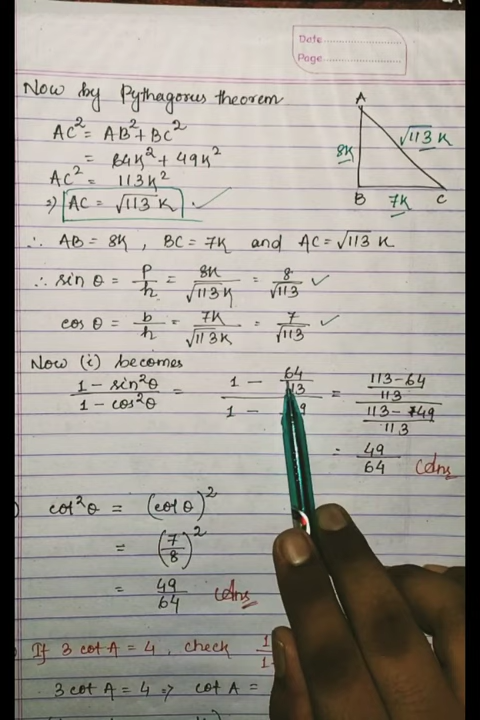 Date
Page
Now by Pythagorus theorem
AC² = AB² + BC²
= 64K² + 49K²
AC² = 113K²
⇒ AC = √113 K
A
8K
√113 K
B
7K
C
∴ AB = 8K , BC = 7K and AC = √113 K
∴ sin θ = P/h = 8K/√113 K = 8/√113
cos θ = b/h = 7K/√113 K = 7/√113
Now (i) becomes
(1 - sin²θ)/(1 - cos²θ) = (1 - 64/113)/(1 - 9) = ((113-64)/113)/((113-49)/113)
= 49/64 Ans
cot²θ = (cot θ)²
= (7/8)²
= 49/64 Ans
If 3 cot A = 4 , check
3 cot A = 4 ⇒ cot A =